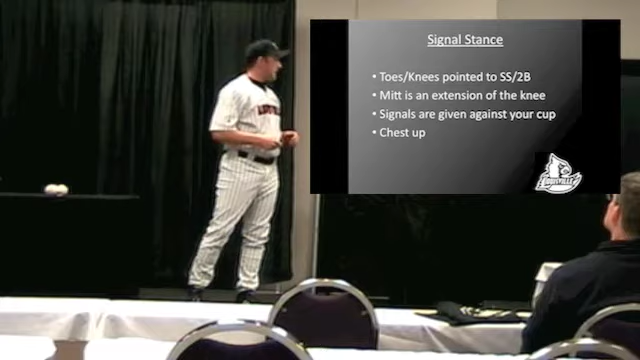 Signal Stance
• Toes/Knees pointed to SS/2B
• Mitt is an extension of the knee
• Signals are given against your cup
• Chest up
LOUISVILLE